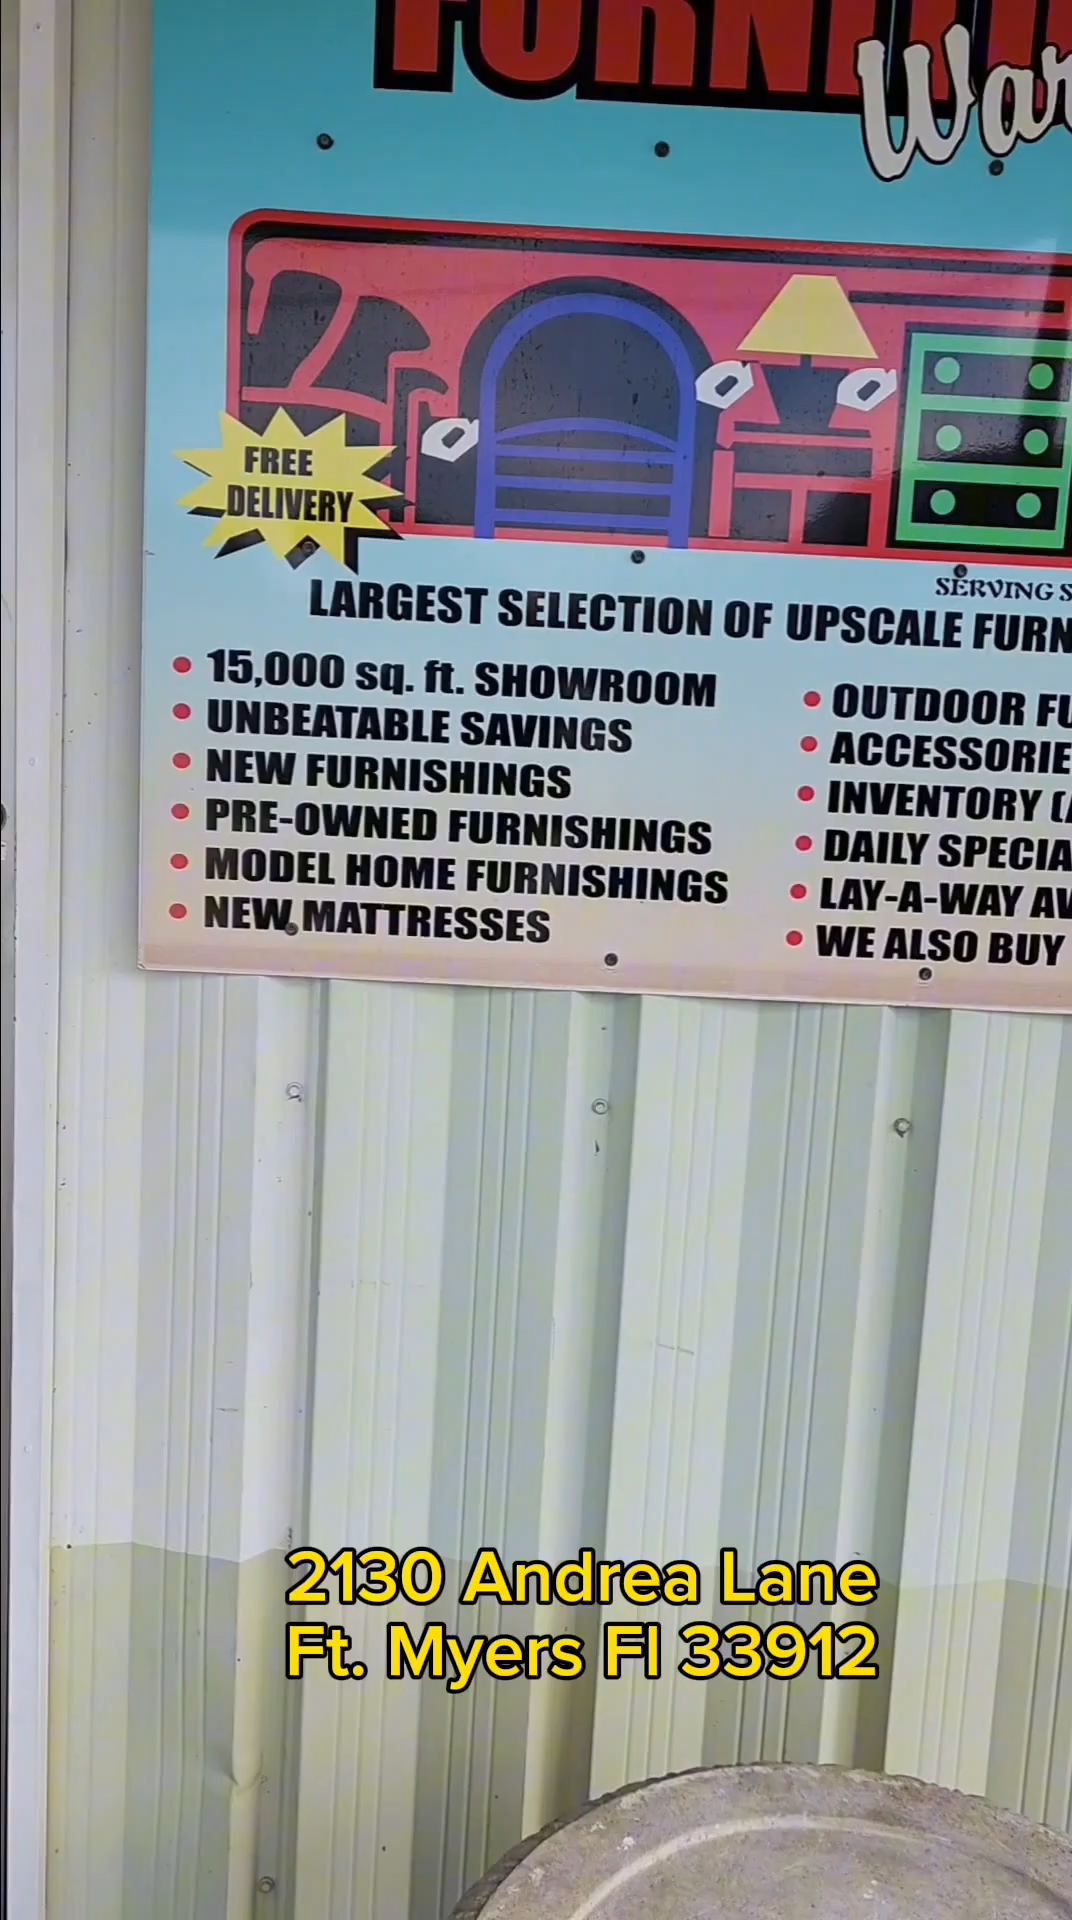 FREE
DELIVERY
SERVING
LARGEST SELECTION OF UPSCALE
• 15,000 sq. ft. SHOWROOM
• UNBEATABLE SAVINGS
• NEW FURNISHINGS
• PRE-OWNED FURNISHINGS
• MODEL HOME FURNISHINGS
• NEW MATTRESSES
• OUTDOOR
• ACCESSORIE
• INVENTORY
• DAILY SPECIA
• LAY-A-WAY
• WE ALSO BUY
2130 Andrea Lane
Ft. Myers Fl 33912